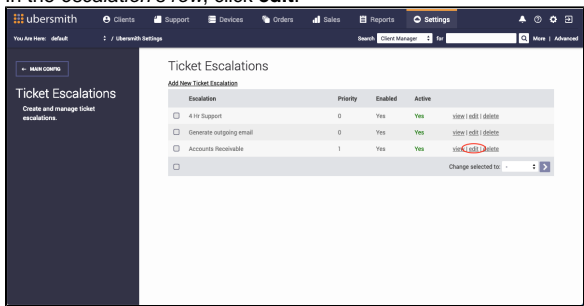 In the escalation's row, click edit.
ubersmith Clients Support Devices Orders Sales Reports Settings
You Are Here: default / Ubersmith Settings Search Client Manager for More | Advanced
← MAIN CONFIG
Ticket Escalations
Create and manage ticket
escalations.
Ticket Escalations
Add New Ticket Escalation
Escalation Priority Enabled Active
4 Hr Support 0 Yes Yes view | edit | delete
Generate outgoing email 0 Yes Yes view | edit | delete
Accounts Receivable 1 Yes Yes view | edit | delete
Change selected to: -